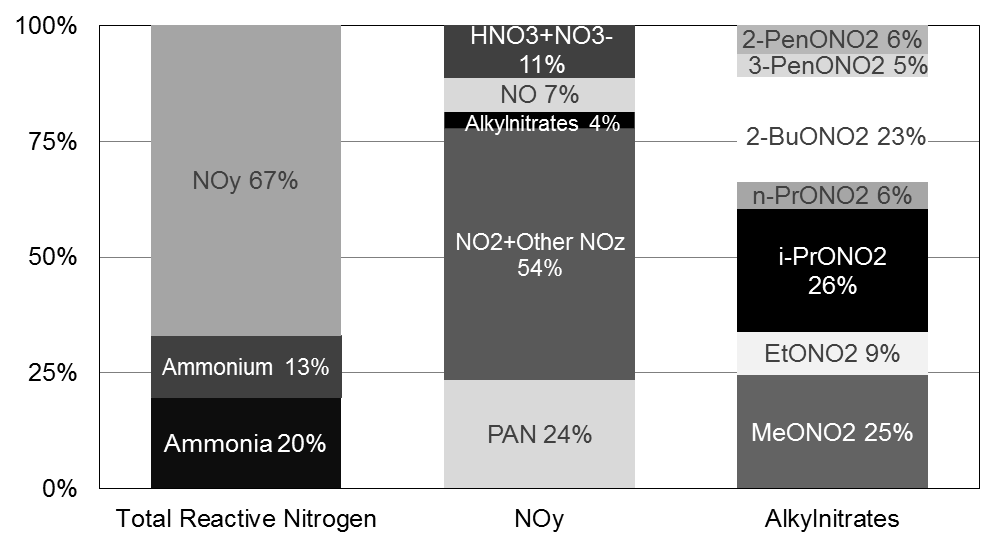 100%
75%
50%
25%
0%
NOy 67%
Ammonium 13%
Ammonia 20%
Total Reactive Nitrogen
HNO3+NO3-
11%
NO 7%
Alkylnitrates 4%
NO2+Other NOz
54%
PAN 24%
NOy
2-PenONO2 6%
3-PenONO2 5%
2-BuONO2 23%
n-PrONO2 6%
i-PrONO2
26%
EtONO2 9%
MeONO2 25%
Alkylnitrates